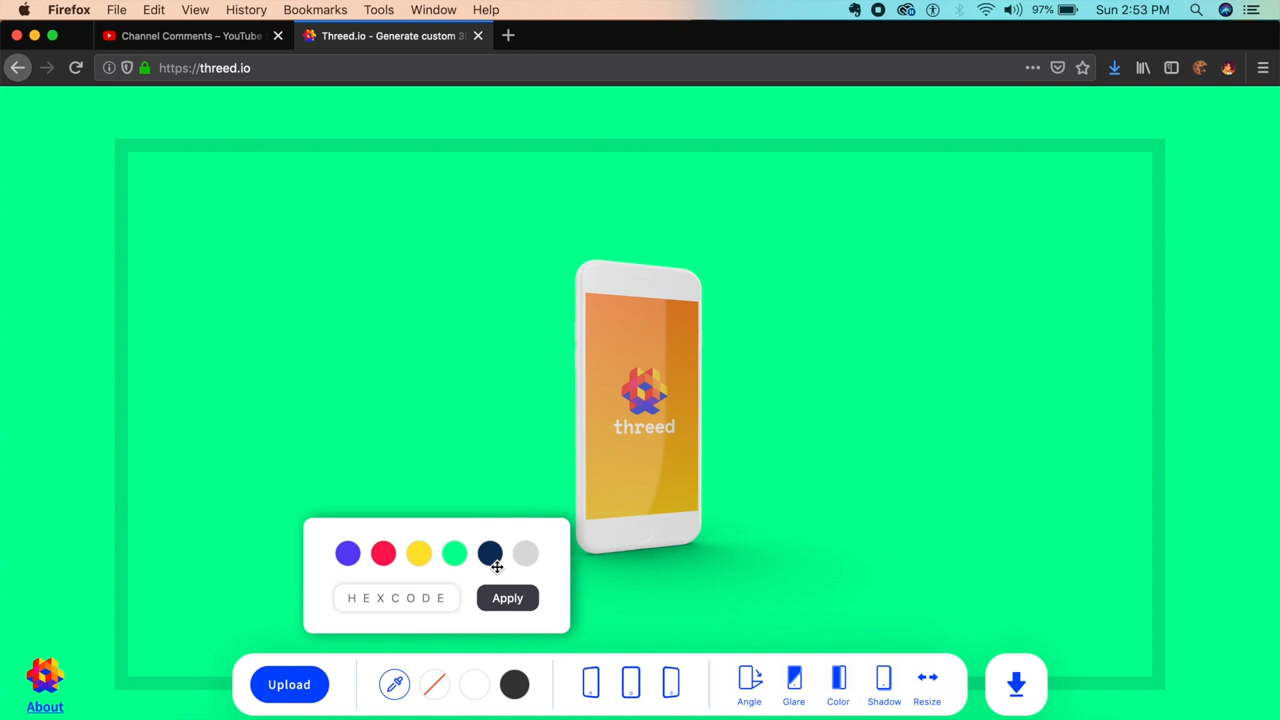 Firefox File Edit View History Bookmarks Tools Window Help 97% Sun 2:53 PM
Channel Comments – YouTube Threed.io - Generate custom 3
https://threed.io
threed
HEXCODE Apply
Upload Angle Glare Color Shadow Resize
About